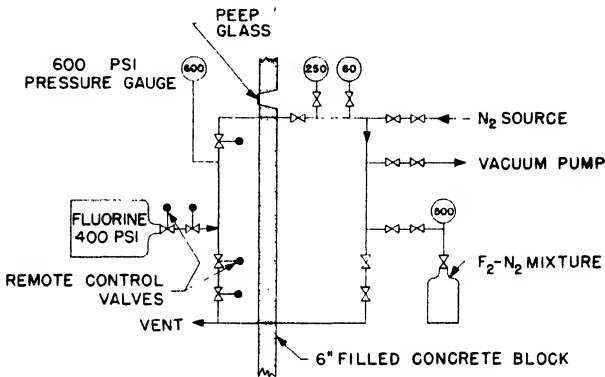 PEEP
GLASS
600 PSI
PRESSURE GAUGE
600
250
60
N₂ SOURCE
VACUUM PUMP
FLUORINE
400 PSI
500
F₂-N₂ MIXTURE
REMOTE CONTROL
VALVES
VENT
6" FILLED CONCRETE BLOCK